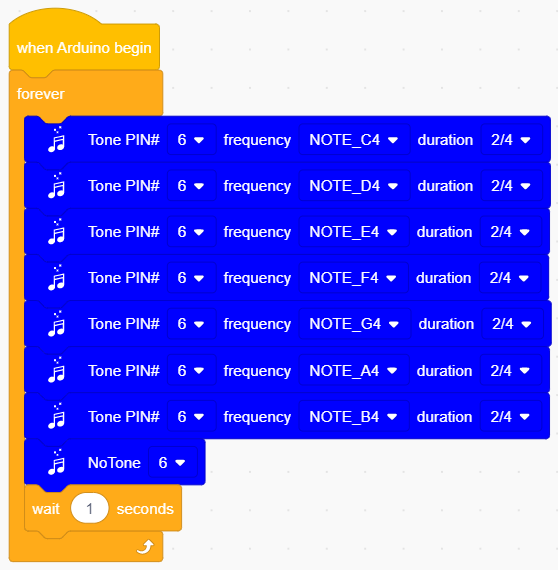 when Arduino begin
forever
Tone PIN# 6 frequency NOTE_C4 duration 2/4
Tone PIN# 6 frequency NOTE_D4 duration 2/4
Tone PIN# 6 frequency NOTE_E4 duration 2/4
Tone PIN# 6 frequency NOTE_F4 duration 2/4
Tone PIN# 6 frequency NOTE_G4 duration 2/4
Tone PIN# 6 frequency NOTE_A4 duration 2/4
Tone PIN# 6 frequency NOTE_B4 duration 2/4
NoTone 6
wait 1 seconds